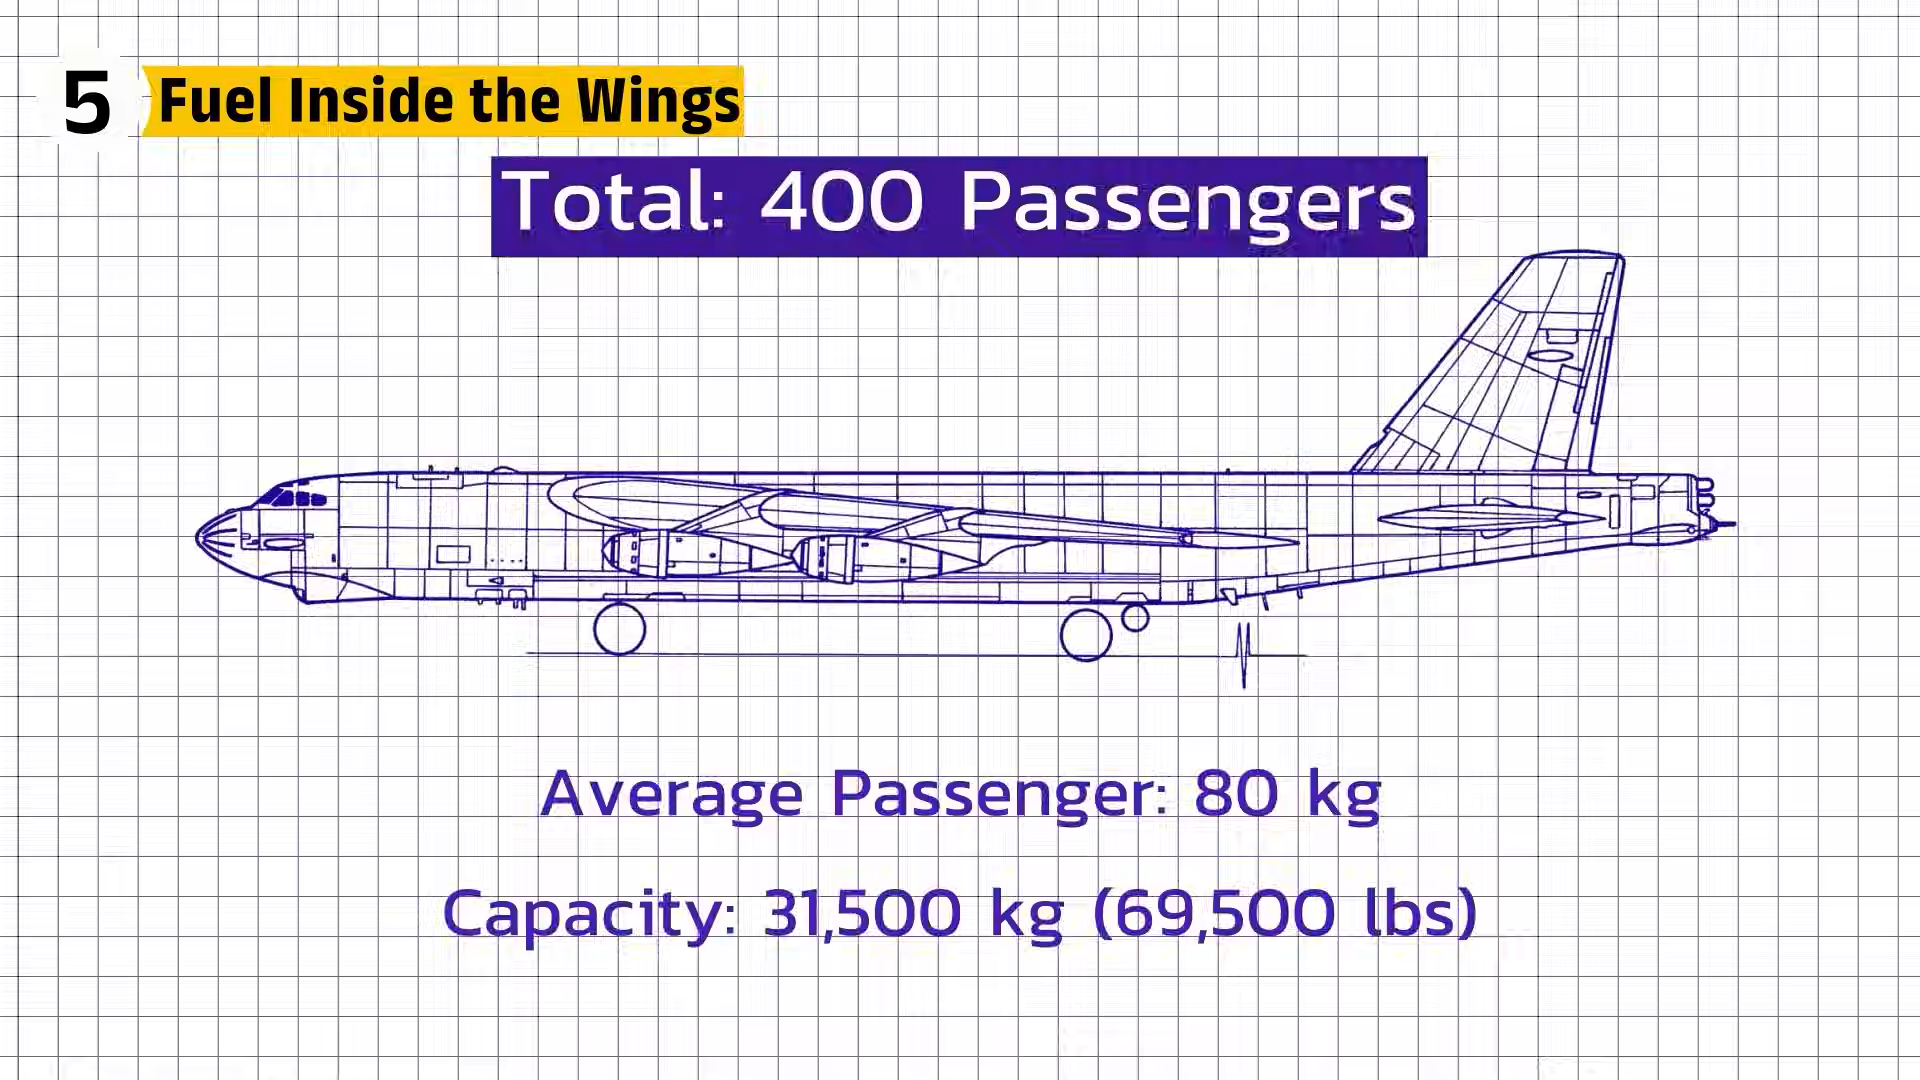 5 Fuel Inside the Wings
Total: 400 Passengers
Average Passenger: 80 kg
Capacity: 31,500 kg (69,500 lbs)